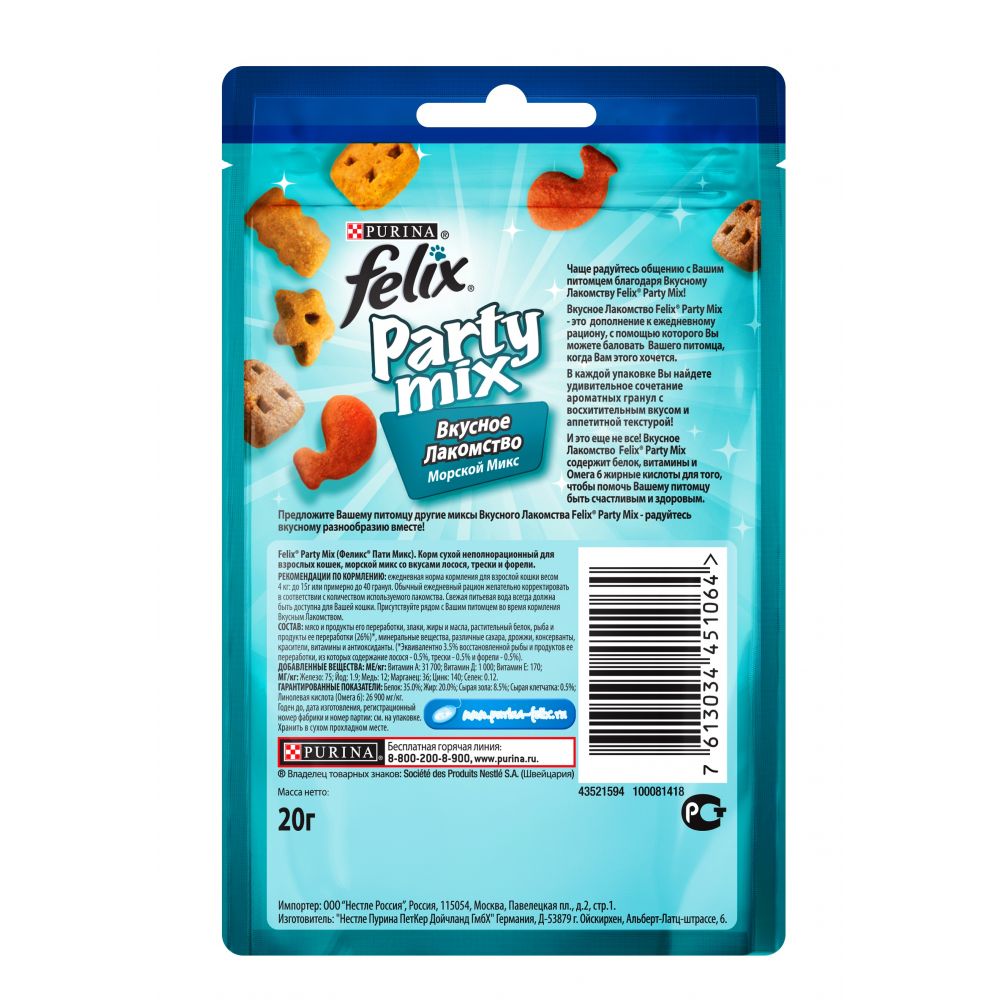 PURINA®
felix®
Party
mix
Вкусное
Лакомство
Морской Микс
Чаще радуйтесь общению с Вашим
питомцем благодаря Вкусному
Лакомству Felix® Party Mix!
Вкусное Лакомство Felix® Party Mix
- это дополнение к ежедневному
рациону, с помощью которого Вы
можете баловать Вашего питомца,
когда Вам этого хочется.
В каждой упаковке Вы найдете
удивительное сочетание
ароматных гранул с
восхитительным вкусом и
аппетитной текстурой!
И это еще не все! Вкусное
Лакомство Felix® Party Mix
содержит белок, витамины и
Омега 6 жирные кислоты для того,
чтобы помочь Вашему питомцу
быть счастливым и здоровым.
Предложите Вашему питомцу другие миксы Вкусного Лакомства Felix® Party Mix - радуйтесь
вкусному разнообразию вместе!
Felix® Party Mix (Феликс® Пати Микс). Корм сухой неполнорационный для
взрослых кошек, морской микс со вкусами лосося, трески и форели.
РЕКОМЕНДАЦИИ ПО КОРМЛЕНИЮ: ежедневная норма кормления для взрослой кошки весом
4 кг: до 15г или примерно до 40 гранул. Обычный ежедневный рацион желательно корректировать
в соответствии с количеством используемого лакомства. Свежая питьевая вода всегда должна
быть доступна для Вашей кошки. Присутствуйте рядом с Вашим питомцем во время кормления
Вкусным Лакомством.
СОСТАВ: мясо и продукты его переработки, злаки, жиры и масла, растительный белок, рыба и
продукты ее переработки (26%)*, минеральные вещества, различные сахара, дрожжи, консерванты,
красители, витамины и антиоксиданты. (*Эквивалентно 3.5% восстановленной рыбы и продуктов ее
переработки, из которых содержание лосося - 0.5%, трески - 0.5% и форели - 0.5%).
ДОБАВЛЕННЫЕ ВЕЩЕСТВА: МЕ/кг: Витамин А: 31 700; Витамин Д: 1 000; Витамин Е: 170;
МГ/кг: Железо: 75; Йод: 1.9; Медь: 12; Марганец: 36; Цинк: 140; Селен: 0.12.
ГАРАНТИРОВАННЫЕ ПОКАЗАТЕЛИ: Белок: 35.0%; Жир: 20.0%; Сырая зола: 8.5%; Сырая клетчатка: 0.5%;
Линолевая кислота (Омега 6): 26 900 мг/кг.
Годен до, дата изготовления, регистрационный
номер фабрики и номер партии: см. на упаковке.
Хранить в сухом прохладном месте.
www.purina-felix.ru
PURINA
Бесплатная горячая линия:
8-800-200-8-900, www.purina.ru.
® Владелец товарных знаков: Société des Produits Nestlé S.A. (Швейцария)
7 613034 451064 >
43521594 100081418
РСТ
Масса нетто:
20г
Импортер: ООО "Нестле Россия", Россия, 115054, Москва, Павелецкая пл., д.2, стр.1.
Изготовитель: "Нестле Пурина ПетКер Дойчланд ГмбХ" Германия, Д-53879 г. Ойскирхен, Альберт-Латц-штрассе, 6.